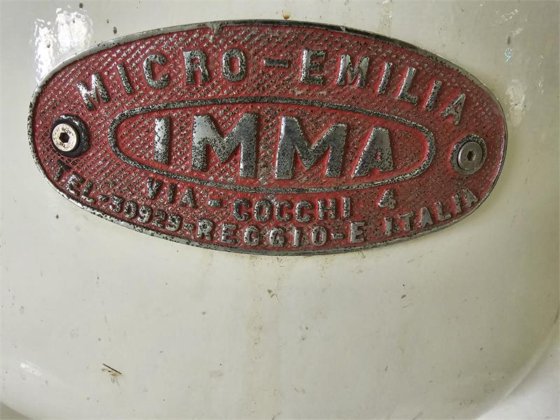 MICRO-EMILIA
IMMA
VIA-COCCHI 4
TEL-30929-REGGIO-E ITALIA